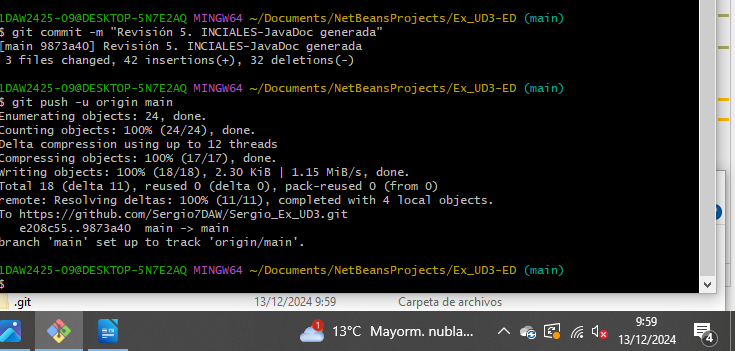 1DAW2425-09@DESKTOP-5N7E2AQ MINGW64 ~/Documents/NetBeansProjects/Ex_UD3-ED (main)
$ git commit -m "Revisión 5. INCIALES-JavaDoc generada"
[main 9873a40] Revisión 5. INCIALES-JavaDoc generada
3 files changed, 42 insertions(+), 32 deletions(-)
1DAW2425-09@DESKTOP-5N7E2AQ MINGW64 ~/Documents/NetBeansProjects/Ex_UD3-ED (main)
$ git push -u origin main
Enumerating objects: 24, done.
Counting objects: 100% (24/24), done.
Delta compression using up to 12 threads
Compressing objects: 100% (17/17), done.
Writing objects: 100% (18/18), 2.30 KiB | 1.15 MiB/s, done.
Total 18 (delta 11), reused 0 (delta 0), pack-reused 0 (from 0)
remote: Resolving deltas: 100% (11/11), completed with 4 local objects.
To https://github.com/Sergio7DAW/Sergio_Ex_UD3.git
e208c55..9873a40  main -> main
branch 'main' set up to track 'origin/main'.
1DAW2425-09@DESKTOP-5N7E2AQ MINGW64 ~/Documents/NetBeansProjects/Ex_UD3-ED (main)
$
.git 13/12/2024 9:59 Carpeta de archivos
1 13°C Mayorm. nubla... 9:59
13/12/2024 4